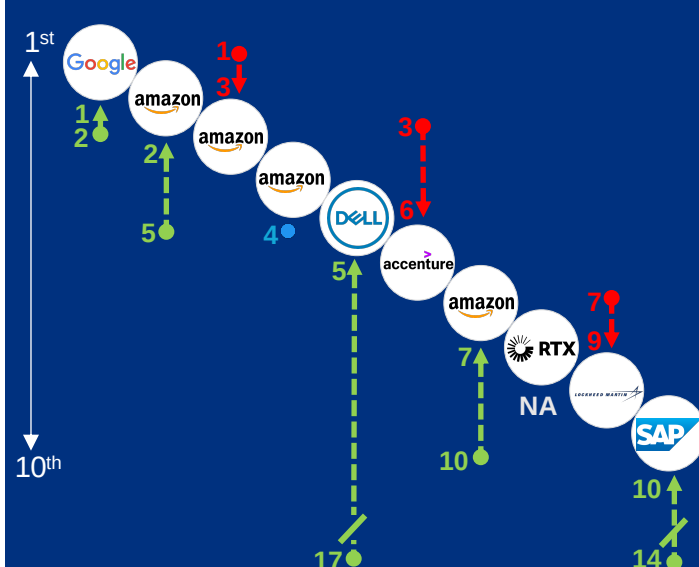 1st
Google
1
2
amazon
2
5
1
3
amazon
amazon
4
DELL
5
17
3
6
accenture
amazon
7
10
RTX
NA
7
9
LOCKHEED MARTIN
SAP
10
14
10th